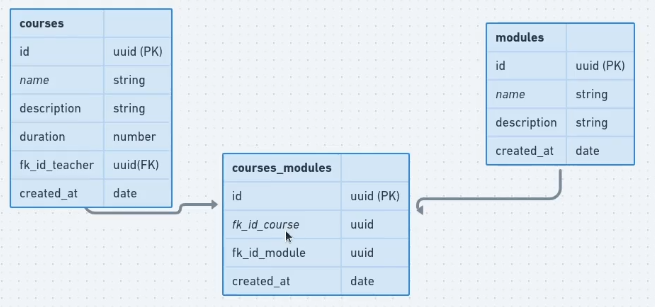 courses
id uuid (PK)
name string
description string
duration number
fk_id_teacher uuid(FK)
created_at date
modules
id uuid (PK)
name string
description string
created_at date
courses_modules
id uuid (PK)
fk_id_course uuid
fk_id_module uuid
created_at date